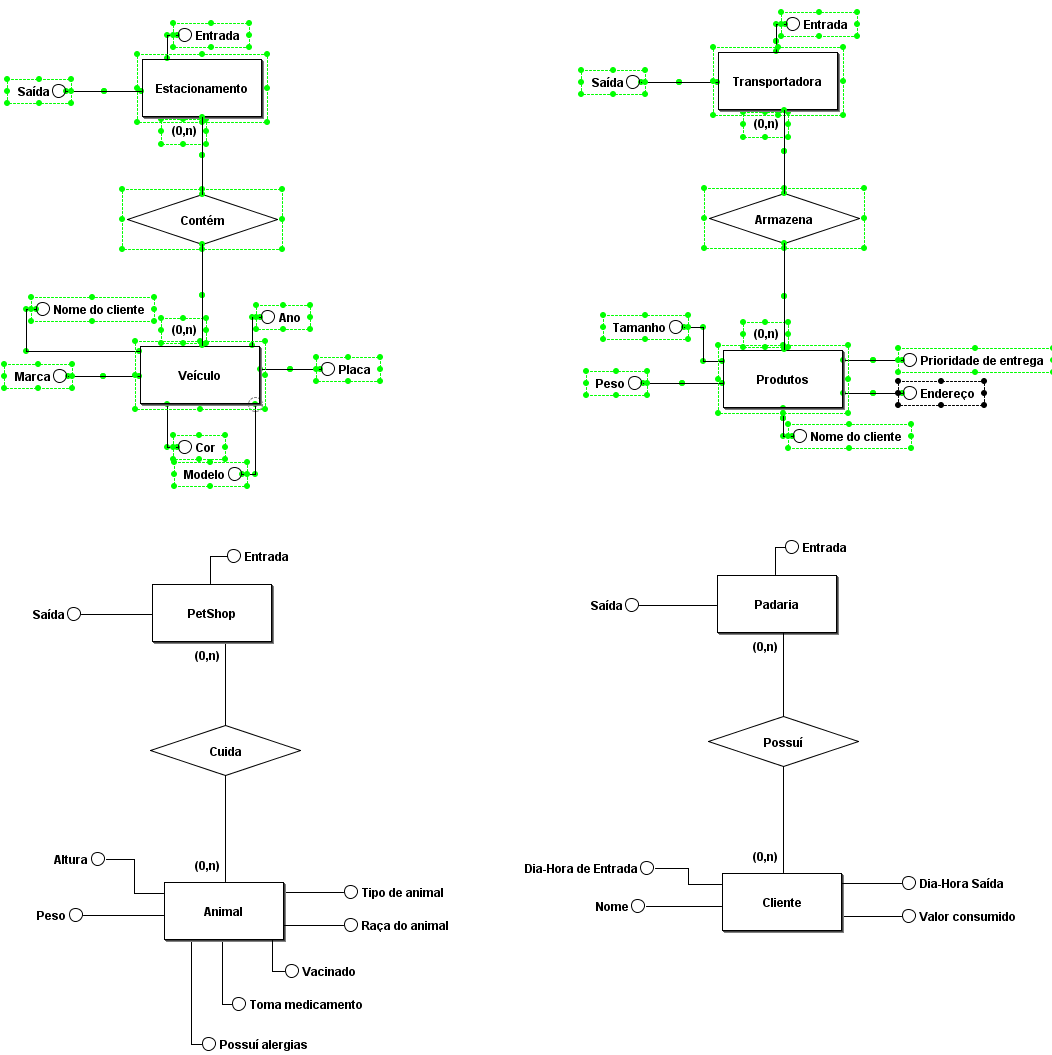 Entrada
Saída
Estacionamento
(0,n)
Contém
Nome do cliente
(0,n)
Ano
Marca
Veículo
Placa
Cor
Modelo
Entrada
Saída
Transportadora
(0,n)
Armazena
Tamanho
(0,n)
Prioridade de entrega
Peso
Produtos
Endereço
Nome do cliente
Entrada
Saída
PetShop
(0,n)
Cuida
Altura
(0,n)
Tipo de animal
Peso
Animal
Raça do animal
Vacinado
Toma medicamento
Possuí alergias
Entrada
Saída
Padaria
(0,n)
Possuí
(0,n)
Dia-Hora de Entrada
Dia-Hora Saída
Nome
Cliente
Valor consumido